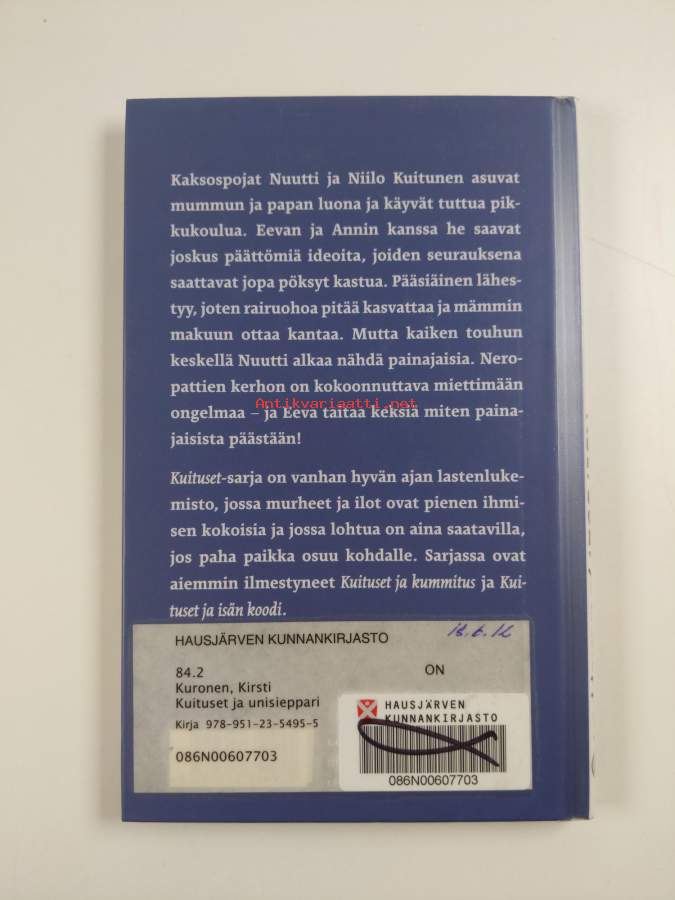 Kaksospojat Nuutti ja Niilo Kuitunen asuvat
mummun ja papan luona ja käyvät tuttua pik-
kukoulua. Eevan ja Annin kanssa he saavat
joskus päättömiä ideoita, joiden seurauksena
saattavat jopa pöksyt kastua. Pääsiäinen lähes-
tyy, joten rairuohoa pitää kasvattaa ja mämmin
makuun ottaa kantaa. Mutta kaiken touhun
keskellä Nuutti alkaa nähdä painajaisia. Nero-
pattien kerhon on kokoonnuttava miettimään
Antikvariaatti.net
ongelmaa – ja Eeva taitaa keksiä miten paina-
jaisista päästään!
Kuituset-sarja on vanhan hyvän ajan lastenluke-
misto, jossa murheet ja ilot ovat pienen ihmi-
sen kokoisia ja jossa lohtua on aina saatavilla,
jos paha paikka osuu kohdalle. Sarjassa ovat
aiemmin ilmestyneet Kuituset ja kummitus ja Kui-
tuset ja isän koodi.
HAUSJÄRVEN KUNNANKIRJASTO
18.6.12
84.2 ON
Kuronen, Kirsti
Kuituset ja unisieppari
Kirja 978-951-23-5495-5
086N00607703
HAUSJÄRVEN
KUNNANKIRJASTO
086N00607703